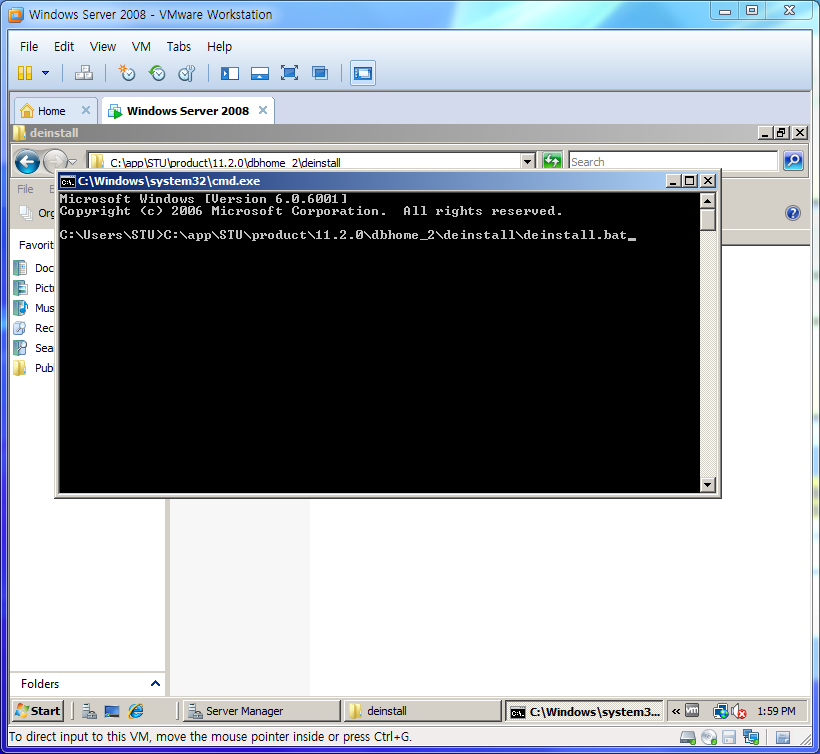 Windows Server 2008 - VMware Workstation
File Edit View VM Tabs Help
Home
Windows Server 2008
deinstall
C:\app\STU\product\11.2.0\dbhome_2\deinstall
Search
File E
Org
C:\Windows\system32\cmd.exe
Microsoft Windows [Version 6.0.6001]
Copyright (c) 2006 Microsoft Corporation.  All rights reserved.
C:\Users\STU>C:\app\STU\product\11.2.0\dbhome_2\deinstall\deinstall.bat_
Favorit
Doc
Pict
Mus
Rec
Sea
Publ
Folders
Start
Server Manager
deinstall
C:\Windows\system3...
«
vm
1:59 PM
To direct input to this VM, move the mouse pointer inside or press Ctrl+G.